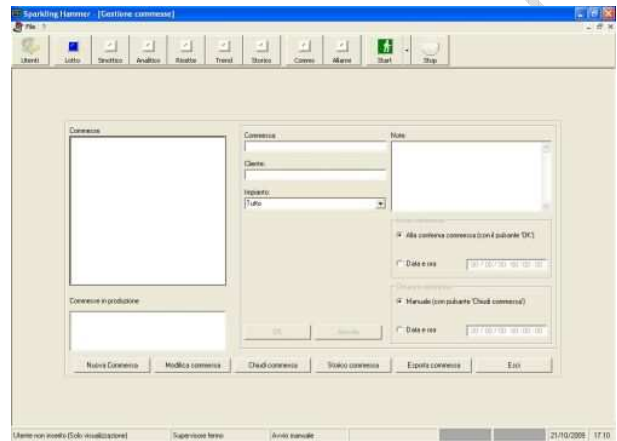 Sparkling Hammer - [Gestione commesse]
File ?
Utenti Lotto Sinottico Analitico Ricette Trend Storico Comms Allarmi Start Stop
Commesse
Commessa
Note
Cliente
Impianto
Tutto
Alla conferma commessa (con il pulsante 'OK')
Data e ora
Commesse in produzione
Manuale (con pulsante 'Chiudi commessa')
Data e ora
OK
Annulla
Nuova Commessa Modifica commessa Chiudi commessa Storico commesse Esporta commessa Esci
Utente non inserito (Solo visualizzazione) Supervisore fermo Avvio manuale 21/10/2009 17:10